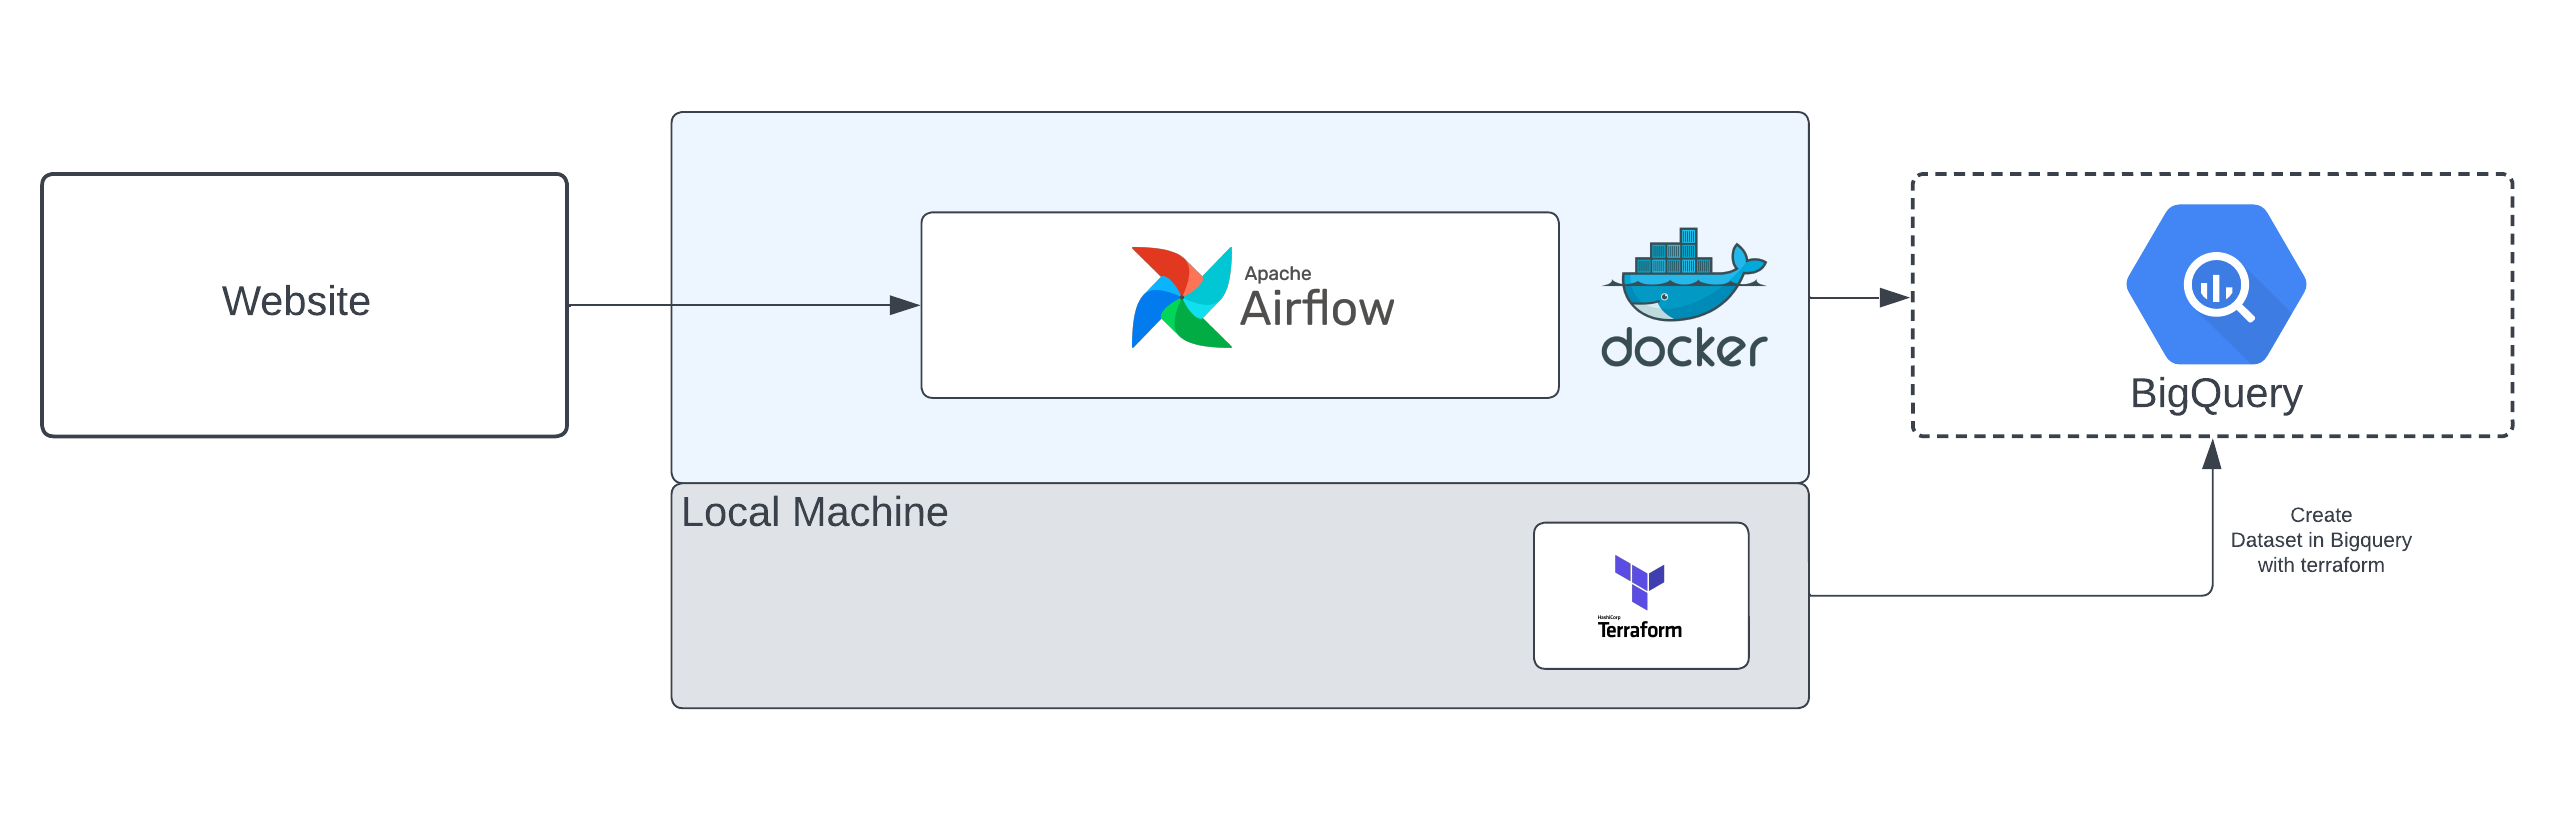 Website
Apache
Airflow
docker
BigQuery
Local Machine
HashiCorp
Terraform
Create
Dataset in Bigquery
with terraform